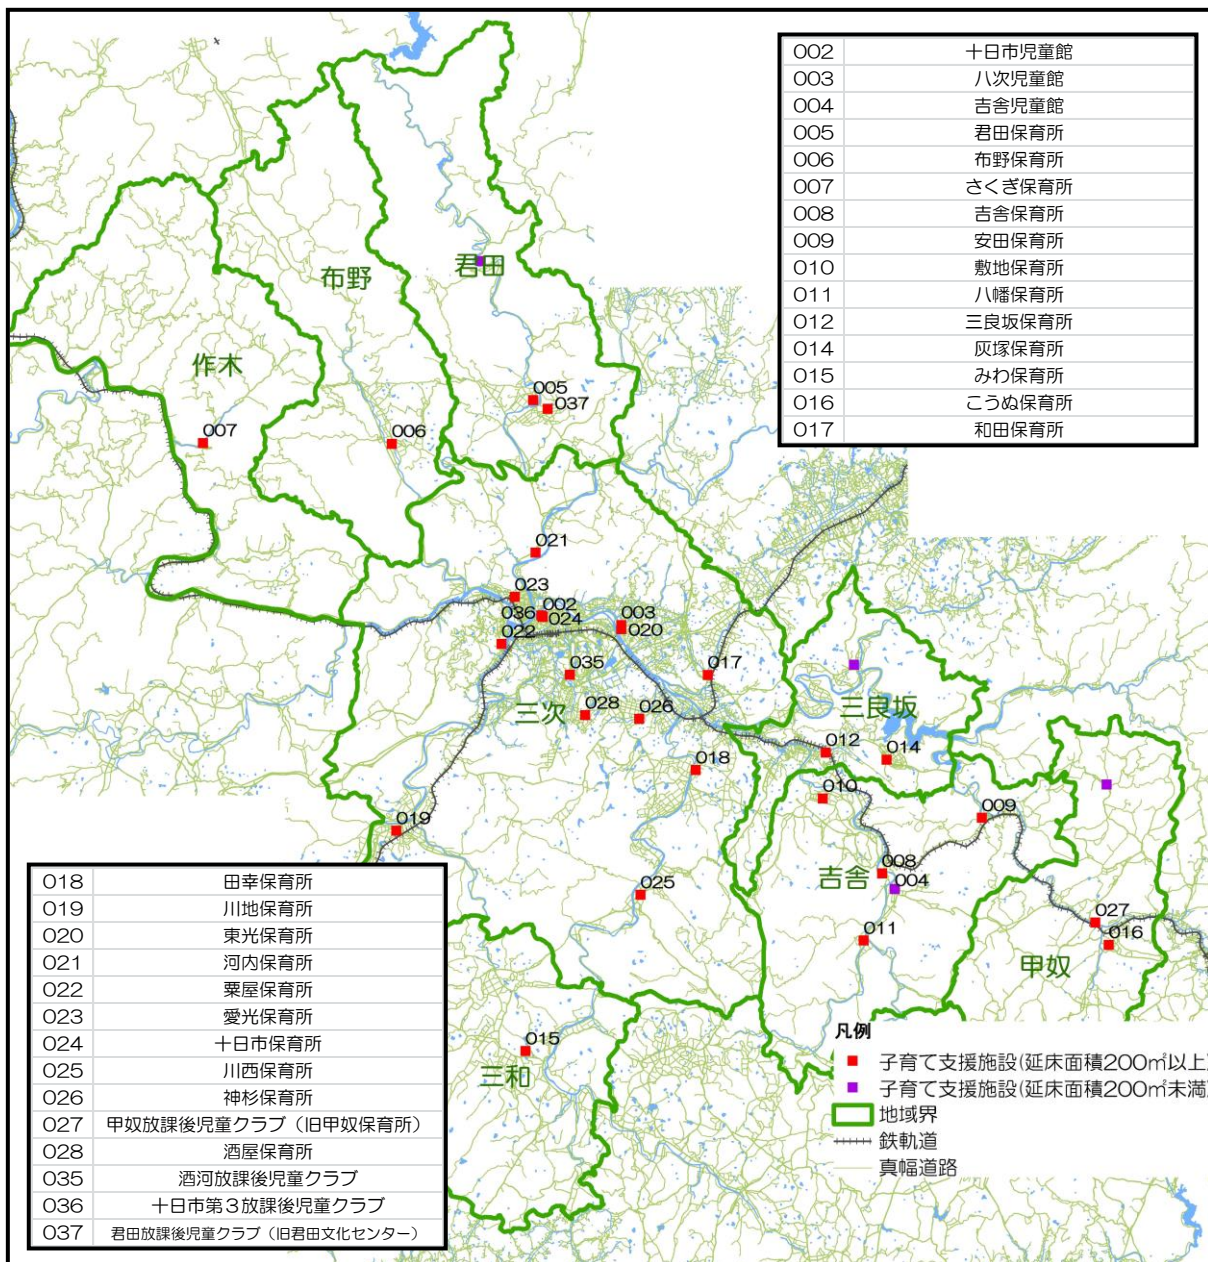 002 十日市児童館
003 八次児童館
004 吉舎児童館
005 君田保育所
006 布野保育所
007 さくぎ保育所
008 吉舎保育所
009 安田保育所
010 敷地保育所
011 八幡保育所
012 三良坂保育所
014 灰塚保育所
015 みわ保育所
016 こうぬ保育所
017 和田保育所
布野
君田
作木
005
037
007
006
021
023
002
036
024
003
020
022
035
017
三次
028
026
三良坂
012
014
018
010
009
019
008
吉舎
004
025
011
027
016
甲奴
015
三和
018 田幸保育所
019 川地保育所
020 東光保育所
021 河内保育所
022 粟屋保育所
023 愛光保育所
024 十日市保育所
025 川西保育所
026 神杉保育所
027 甲奴放課後児童クラブ（旧甲奴保育所）
028 酒屋保育所
035 酒河放課後児童クラブ
036 十日市第３放課後児童クラブ
037 君田放課後児童クラブ（旧君田文化センター）
凡例
子育て支援施設(延床面積200㎡以上)
子育て支援施設(延床面積200㎡未満)
地域界
鉄軌道
真幅道路